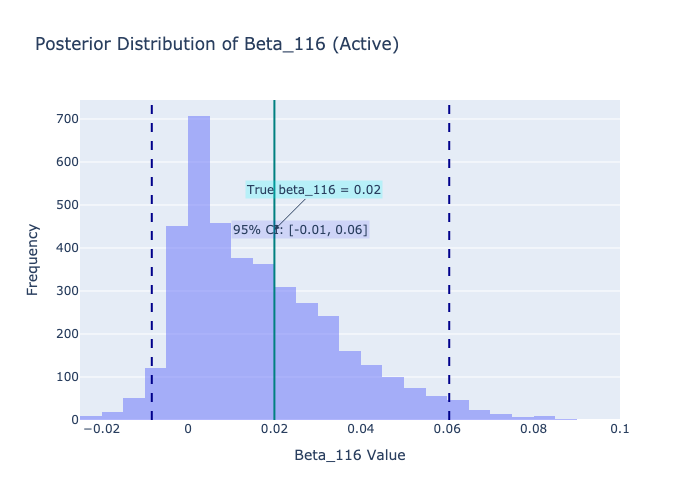 Posterior Distribution of Beta_116 (Active)
700
600
500
400
300
200
100
0
Frequency
True beta_116 = 0.02
95% CI: [-0.01, 0.06]
−0.02 0 0.02 0.04 0.06 0.08 0.1
Beta_116 Value